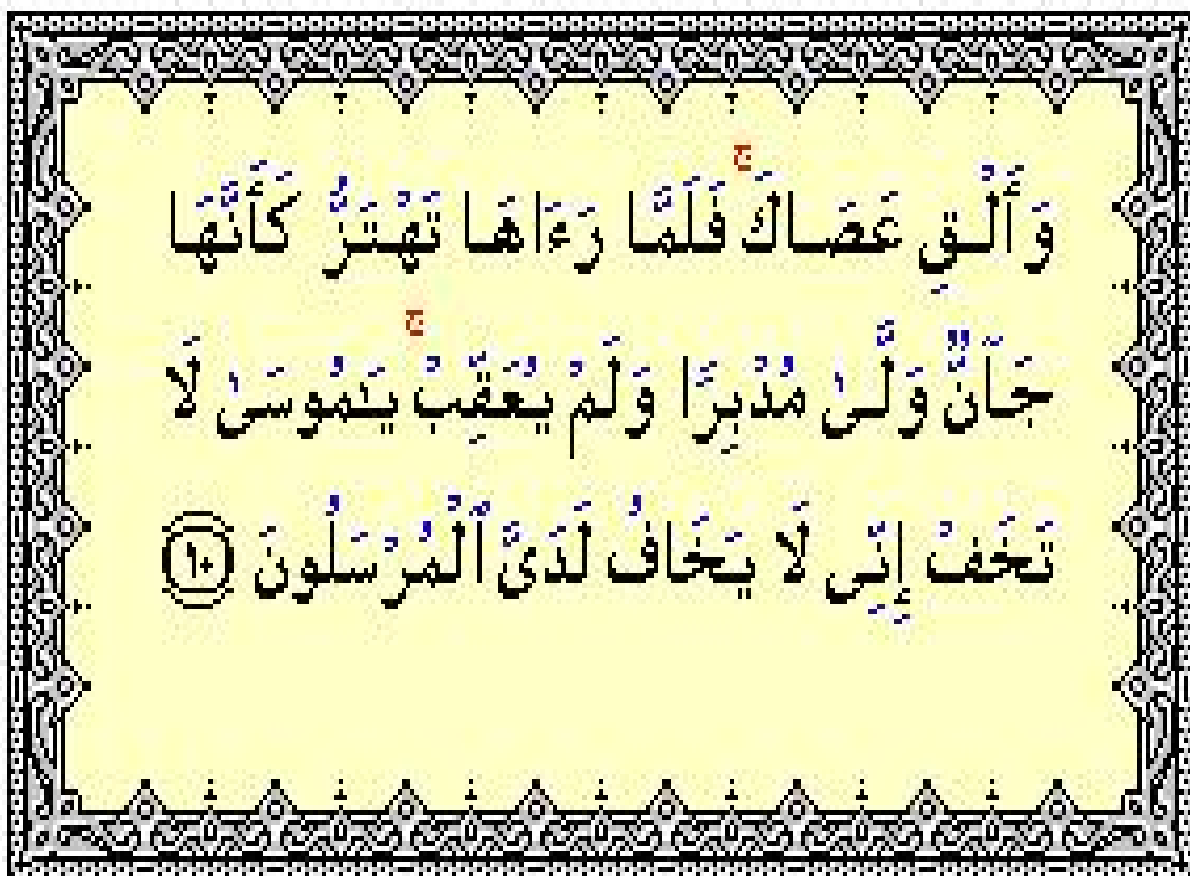 وَأَلْقِ عَصَاكَ ۚ فَلَمَّا رَءَاهَا تَهْتَزُّ كَأَنَّهَا
جَآنٌّ وَلَّىٰ مُدْبِرًا وَلَمْ يُعَقِّبْ ۚ يَـٰمُوسَىٰ لَا
تَخَفْ إِنِّى لَا يَخَافُ لَدَىَّ ٱلْمُرْسَلُونَ ١٠